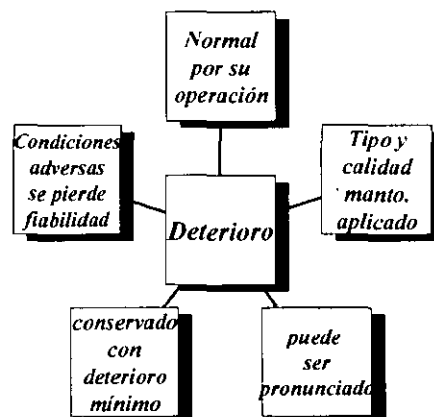 Normal
por su
operación
Condiciones
adversas
se pierde
fiabilidad
Tipo y
calidad
manto.
aplicado
Deterioro
conservado
con
deterioro
mínimo
puede
ser
pronunciado